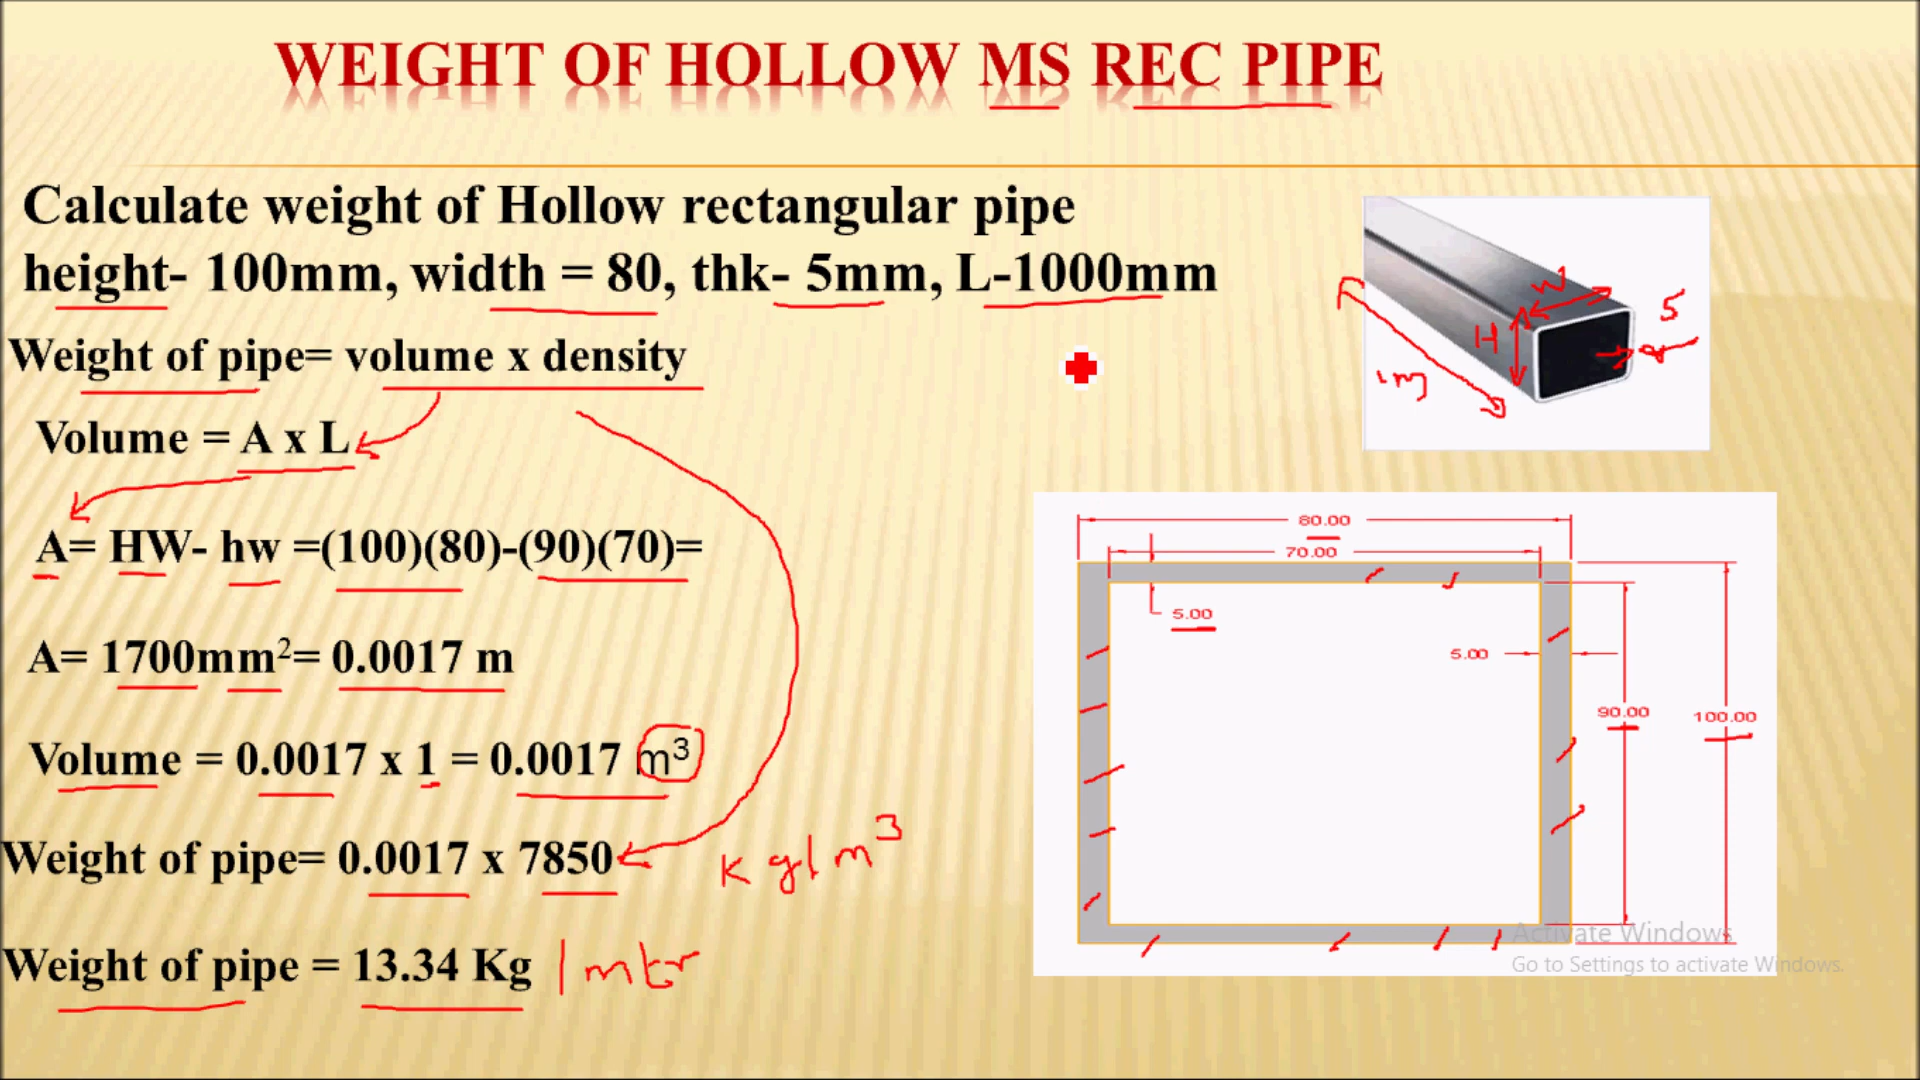 WEIGHT OF HOLLOW MS REC PIPE
Calculate weight of Hollow rectangular pipe
height- 100mm, width = 80, thk- 5mm, L-1000mm
Weight of pipe= volume x density
Volume = A x L
A= HW- hw =(100)(80)-(90)(70)=
A= 1700mm²= 0.0017 m
Volume = 0.0017 x 1 = 0.0017 m³
Weight of pipe= 0.0017 x 7850
Kg/m³
Weight of pipe = 13.34 Kg /mtr
W
H
5
1m
80.00
70.00
5.00
5.00
90.00
100.00
Activate Windows
Go to Settings to activate Windows.